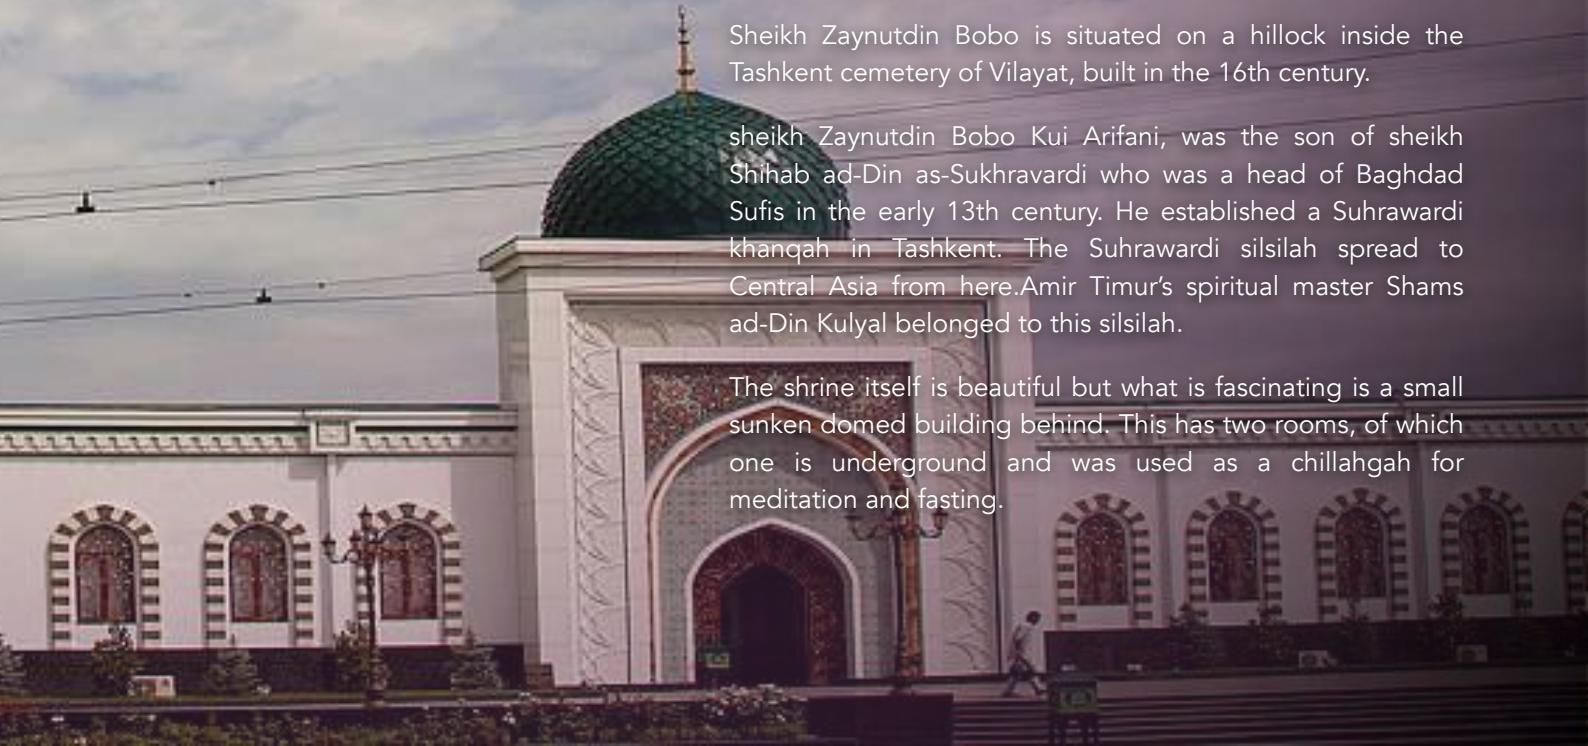 Sheikh Zaynutdin Bobo is situated on a hillock inside the
Tashkent cemetery of Vilayat, built in the 16th century.
sheikh Zaynutdin Bobo Kui Arifani, was the son of sheikh
Shihab ad-Din as-Sukhravardi who was a head of Baghdad
Sufis in the early 13th century. He established a Suhrawardi
khanqah in Tashkent. The Suhrawardi silsilah spread to
Central Asia from here.Amir Timur’s spiritual master Shams
ad-Din Kulyal belonged to this silsilah.
The shrine itself is beautiful but what is fascinating is a small
sunken domed building behind. This has two rooms, of which
one is underground and was used as a chillahgah for
meditation and fasting.